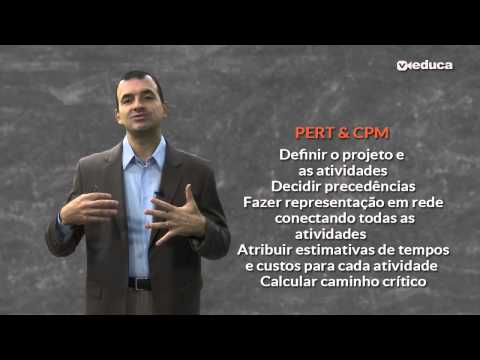 veduca
PERT & CPM
Definir o projeto e
as atividades
Decidir precedências
Fazer representação em rede
conectando todas as
atividades
Atribuir estimativas de tempos
e custos para cada atividade
Calcular caminho crítico